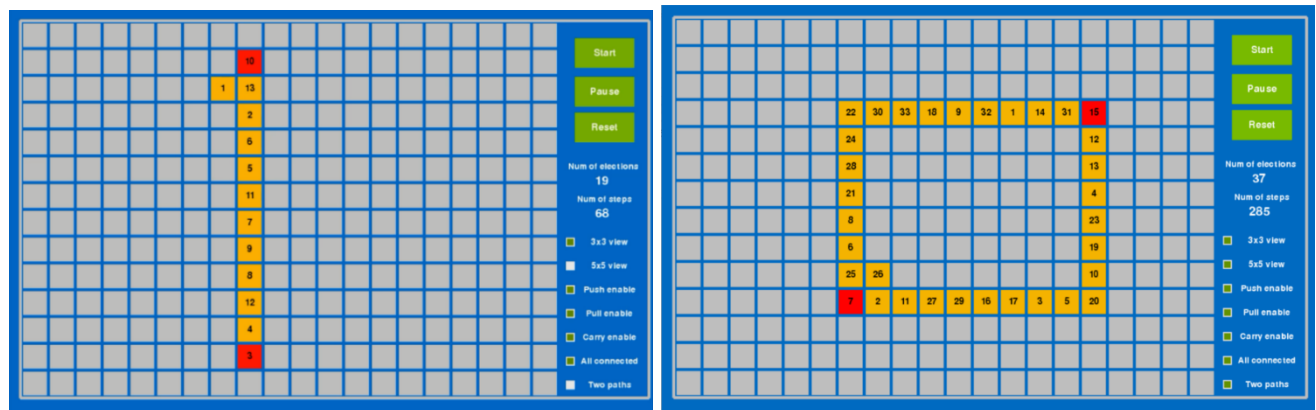 10
1 13
2
6
5
11
7
9
8
12
4
3
Start
Pause
Reset
Num of elections
19
Num of steps
68
3x3 view
5x5 view
Push enable
Pull enable
Carry enable
All connected
Two paths
22 30 33 18 9 32 1 14 31 15
24 12
28 13
21 4
8 23
6 19
25 26 10
7 2 11 27 29 16 17 3 5 20
Start
Pause
Reset
Num of elections
37
Num of steps
285
3x3 view
5x5 view
Push enable
Pull enable
Carry enable
All connected
Two paths